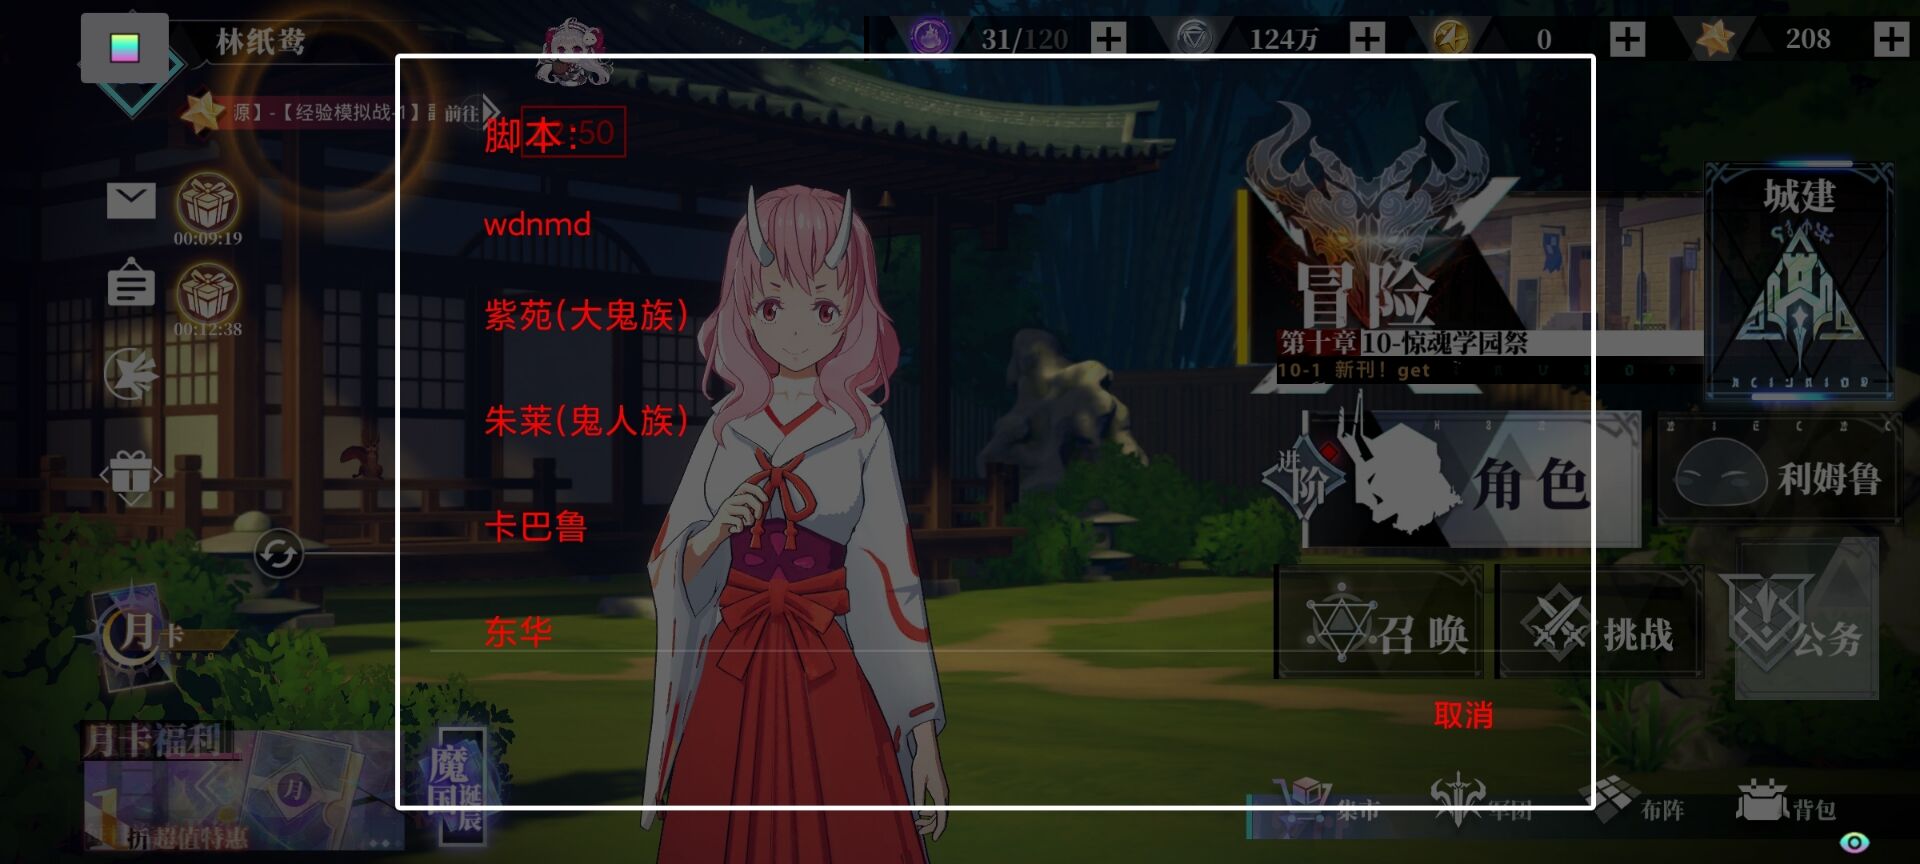 林纸鸯
31/120
124万
0
208
源】-【经验模拟战-1】
前往
:50
脚本:
wdnmd
紫苑(大鬼族)
朱莱(鬼人族)
卡巴鲁
东华
取消
00:09:19
00:12:38
城建
冒险
第十章 10-惊魂学园祭
10-1 新刊！get
进阶
角色
利姆鲁
召唤
挑战
公务
月卡
月卡福利
月
1折超值特惠
魔国诞辰
集市
军团
布阵
背包